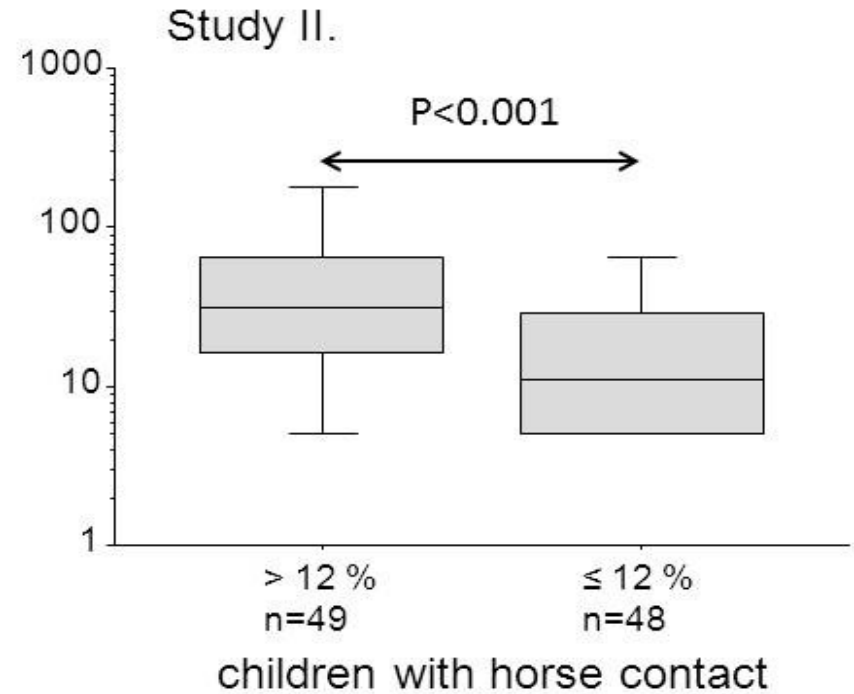 Study II.
1000
P<0.001
100
10
1
> 12 % ≤ 12 %
n=49 n=48
children with horse contact